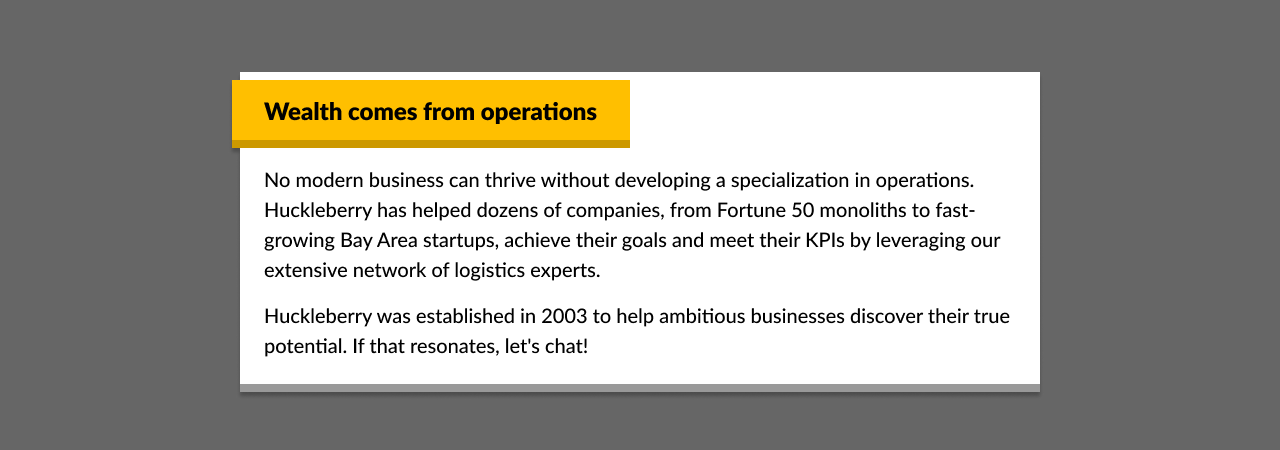 Wealth comes from operations
No modern business can thrive without developing a specialization in operations.
Huckleberry has helped dozens of companies, from Fortune 50 monoliths to fast-
growing Bay Area startups, achieve their goals and meet their KPIs by leveraging our
extensive network of logistics experts.
Huckleberry was established in 2003 to help ambitious businesses discover their true
potential. If that resonates, let's chat!